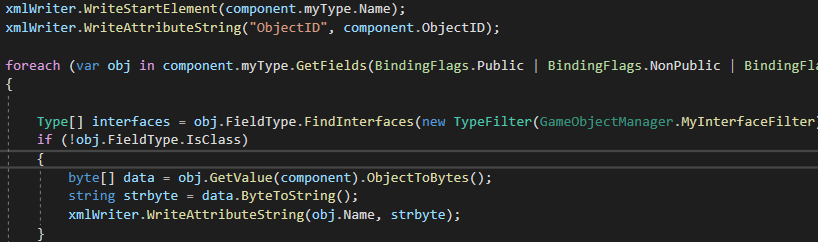 xmlWriter.WriteStartElement(component.myType.Name);
xmlWriter.WriteAttributeString("ObjectID", component.ObjectID);
foreach (var obj in component.myType.GetFields(BindingFlags.Public | BindingFlags.NonPublic | BindingFla
{
Type[] interfaces = obj.FieldType.FindInterfaces(new TypeFilter(GameObjectManager.MyInterfaceFilter)
if (!obj.FieldType.IsClass)
{
byte[] data = obj.GetValue(component).ObjectToBytes();
string strbyte = data.ByteToString();
xmlWriter.WriteAttributeString(obj.Name, strbyte);
}